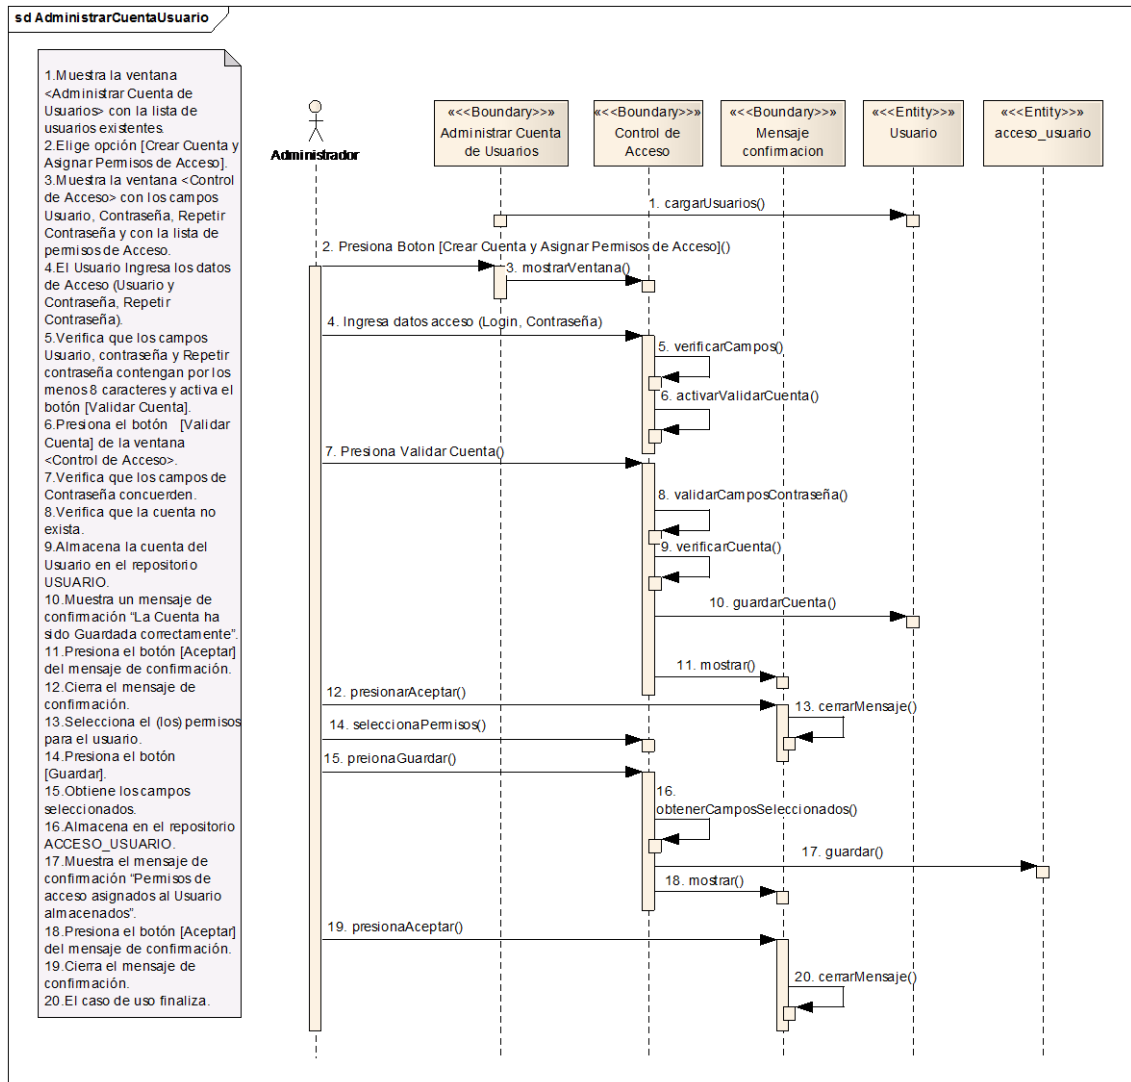 sd AdministrarCuentaUsuario
1.Muestra la ventana
<Administrar Cuenta de
Usuarios> con la lista de
usuarios existentes.
2.Elige opción [Crear Cuenta y
Asignar Permisos de Acceso].
3.Muestra la ventana <Control
de Acceso> con los campos
Usuario, Contraseña, Repetir
Contraseña y con la lista de
permisos de Acceso.
4.El Usuario Ingresa los datos
de Acceso (Usuario y
Contraseña, Repetir
Contraseña).
5.Verifica que los campos
Usuario, contraseña y Repetir
contraseña contengan por los
menos 8 caracteres y activa el
botón [Validar Cuenta].
6.Presiona el botón [Validar
Cuenta] de la ventana
<Control de Acceso>.
7.Verifica que los campos de
Contraseña concuerden.
8.Verifica que la cuenta no
exista.
9.Almacena la cuenta del
Usuario en el repositorio
USUARIO.
10.Muestra un mensaje de
confirmación "La Cuenta ha
sido Guardada correctamente".
11.Presiona el botón [Aceptar]
del mensaje de confirmación.
12.Cierra el mensaje de
confirmación.
13.Selecciona el (los) permisos
para el usuario.
14.Presiona el botón
[Guardar].
15.Obtiene los campos
seleccionados.
16.Almacena en el repositorio
ACCESO_USUARIO.
17.Muestra el mensaje de
confirmación "Permisos de
acceso asignados al Usuario
almacenados".
18.Presiona el botón [Aceptar]
del mensaje de confirmación.
19.Cierra el mensaje de
confirmación.
20.El caso de uso finaliza.
Administrador
«<<Boundary>>»
Administrar Cuenta
de Usuarios
«<<Boundary>>»
Control de
Acceso
«<<Boundary>>»
Mensaje
confirmacion
«<<Entity>>»
Usuario
«<<Entity>>»
acceso_usuario
1. cargarUsuarios()
2. Presiona Boton [Crear Cuenta y Asignar Permisos de Acceso]()
3. mostrarVentana()
4. Ingresa datos acceso (Login, Contraseña)
5. verificarCampos()
6. activarValidarCuenta()
7. Presiona Validar Cuenta()
8. validarCamposContraseña()
9. verificarCuenta()
10. guardarCuenta()
11. mostrar()
12. presionarAceptar()
13. cerrarMensaje()
14. seleccionaPermisos()
15. preionaGuardar()
16.
obtenerCamposSeleccionados()
17. guardar()
18. mostrar()
19. presionaAceptar()
20. cerrarMensaje()